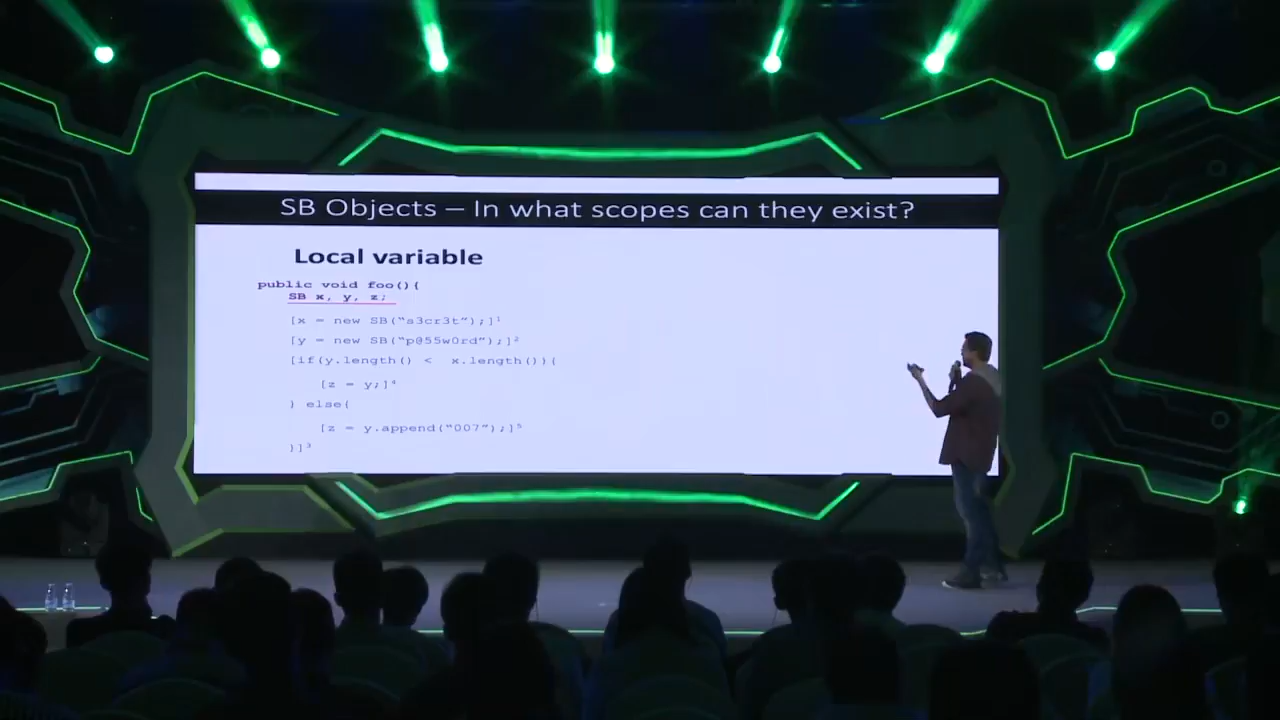 SB Objects – In what scopes can they exist?
Local variable
public void foo(){
SB x, y, z;
[x = new SB(“s3cr3t”);]¹
[y = new SB(“p@55w0rd”);]²
[if(y.length() < x.length()){
[z = y;]⁴
} else{
[z = y.append(“007”);]⁵
}]³